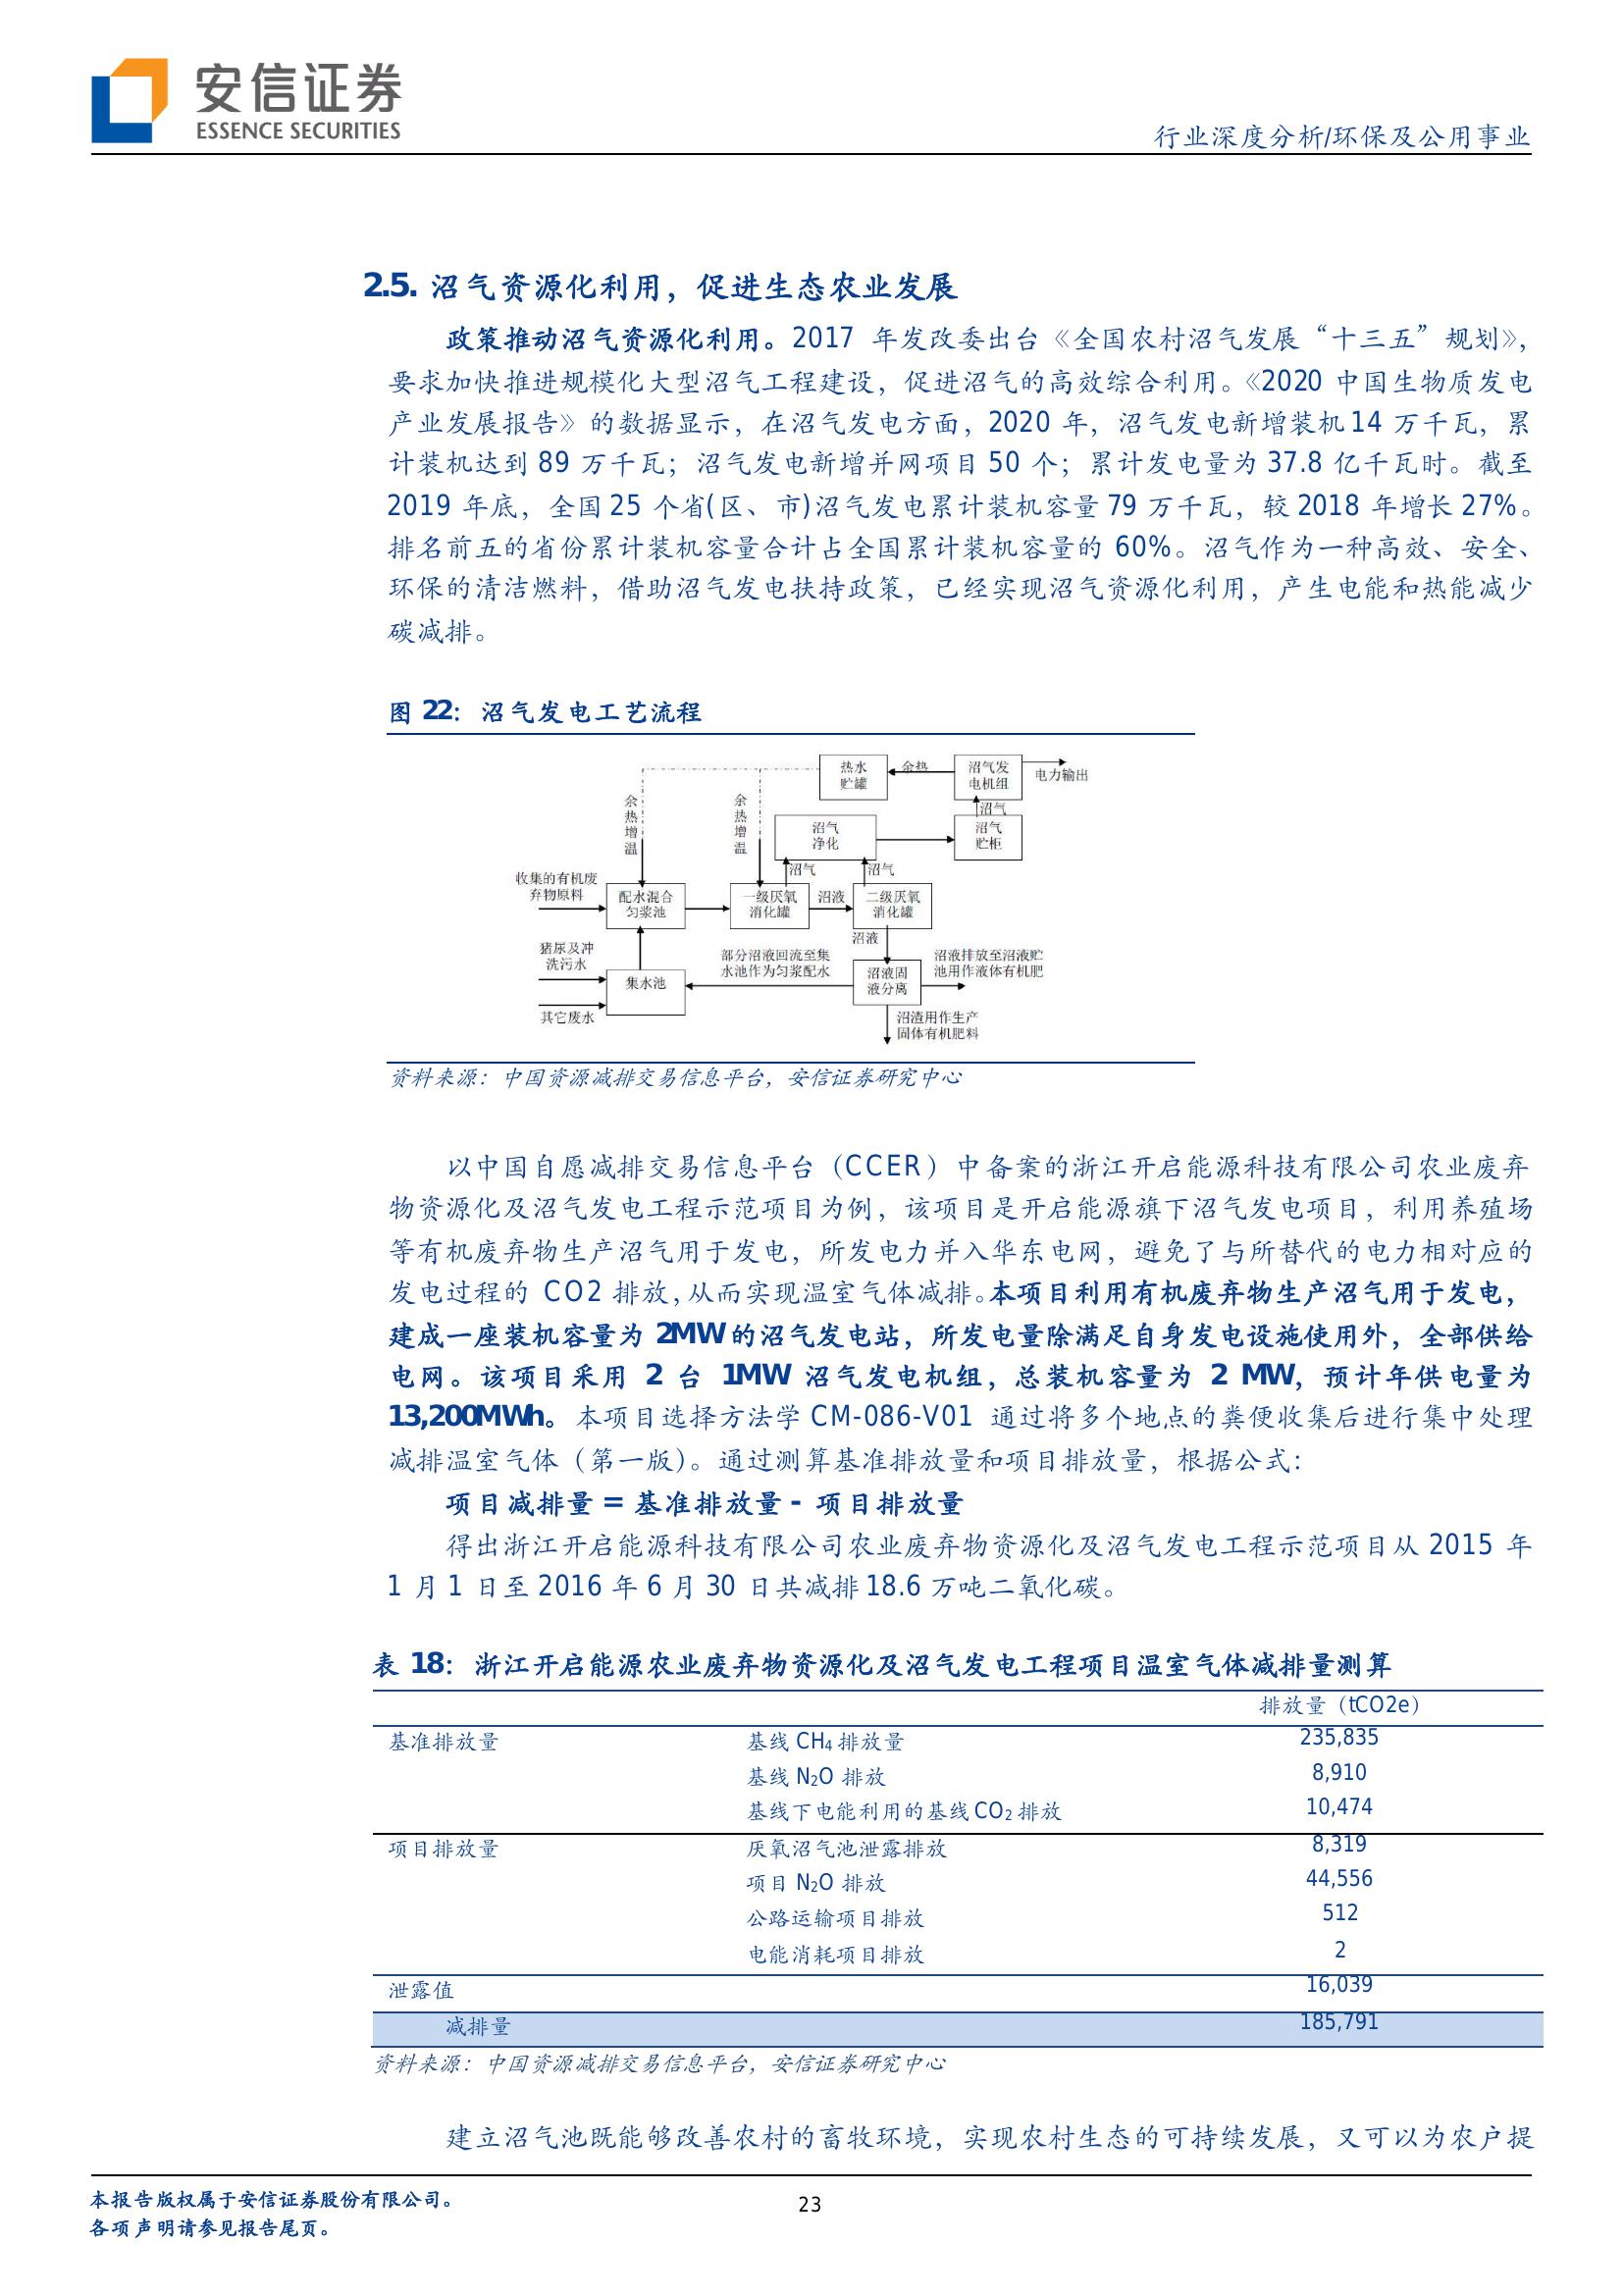 安信证券
ESSENCE SECURITIES
行业深度分析/环保及公用事业
2.5. 沼气资源化利用，促进生态农业发展
政策推动沼气资源化利用。2017 年发改委出台《全国农村沼气发展“十三五”规划》，
要求加快推进规模化大型沼气工程建设，促进沼气的高效综合利用。《2020 中国生物质发电
产业发展报告》的数据显示，在沼气发电方面，2020 年，沼气发电新增装机 14 万千瓦，累
计装机达到 89 万千瓦；沼气发电新增并网项目 50 个；累计发电量为 37.8 亿千瓦时。截至
2019 年底，全国 25 个省(区、市)沼气发电累计装机容量 79 万千瓦，较 2018 年增长 27%。
排名前五的省份累计装机容量合计占全国累计装机容量的 60%。沼气作为一种高效、安全、
环保的清洁燃料，借助沼气发电扶持政策，已经实现沼气资源化利用，产生电能和热能减少
碳减排。
图 22：沼气发电工艺流程
热水
贮罐
余热
沼气发
电机组
电力输出
余热增温
余热增温
沼气
沼气
净化
沼气
贮柜
沼气
沼气
收集的有机废
弃物原料
配水混合
匀浆池
一级厌氧
消化罐
沼液
二级厌氧
消化罐
沼液
猪尿及冲
洗污水
部分沼液回流至集
水池作为匀浆配水
沼液排放至沼液贮
池用作液体有机肥
集水池
沼液固
液分离
其它废水
沼渣用作生产
固体有机肥料
资料来源：中国资源减排交易信息平台，安信证券研究中心
以中国自愿减排交易信息平台（CCER）中备案的浙江开启能源科技有限公司农业废弃
物资源化及沼气发电工程示范项目为例，该项目是开启能源旗下沼气发电项目，利用养殖场
等有机废弃物生产沼气用于发电，所发电力并入华东电网，避免了与所替代的电力相对应的
发电过程的 CO2 排放，从而实现温室气体减排。本项目利用有机废弃物生产沼气用于发电，
建成一座装机容量为 2MW 的沼气发电站，所发电量除满足自身发电设施使用外，全部供给
电网。该项目采用 2 台 1MW 沼气发电机组，总装机容量为 2 MW，预计年供电量为
13,200MWh。本项目选择方法学 CM-086-V01 通过将多个地点的粪便收集后进行集中处理
减排温室气体（第一版）。通过测算基准排放量和项目排放量，根据公式：
项目减排量 = 基准排放量 - 项目排放量
得出浙江开启能源科技有限公司农业废弃物资源化及沼气发电工程示范项目从 2015 年
1 月 1 日至 2016 年 6 月 30 日共减排 18.6 万吨二氧化碳。
表 18：浙江开启能源农业废弃物资源化及沼气发电工程项目温室气体减排量测算
排放量（tCO2e）
基准排放量 基线 CH₄ 排放量 235,835
基线 N₂O 排放 8,910
基线下电能利用的基线 CO₂ 排放 10,474
项目排放量 厌氧沼气池泄露排放 8,319
项目 N₂O 排放 44,556
公路运输项目排放 512
电能消耗项目排放 2
泄露值 16,039
减排量 185,791
资料来源：中国资源减排交易信息平台，安信证券研究中心
建立沼气池既能够改善农村的畜牧环境，实现农村生态的可持续发展，又可以为农户提
本报告版权属于安信证券股份有限公司。
23
各项声明请参见报告尾页。